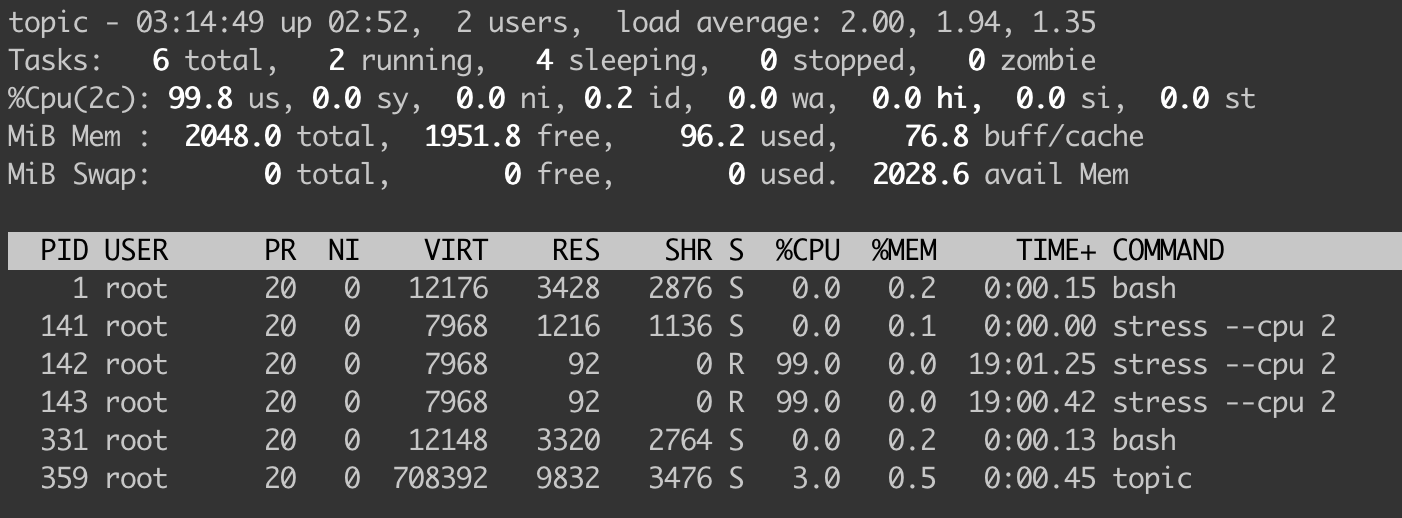 topic - 03:14:49 up 02:52,  2 users,  load average: 2.00, 1.94, 1.35
Tasks:   6 total,   2 running,   4 sleeping,   0 stopped,   0 zombie
%Cpu(2c): 99.8 us, 0.0 sy,  0.0 ni, 0.2 id,  0.0 wa,  0.0 hi,  0.0 si,  0.0 st
MiB Mem :  2048.0 total,  1951.8 free,    96.2 used,    76.8 buff/cache
MiB Swap:       0 total,       0 free,       0 used.  2028.6 avail Mem
  PID USER      PR  NI    VIRT    RES    SHR S  %CPU  %MEM     TIME+ COMMAND
    1 root      20   0   12176   3428   2876 S   0.0   0.2   0:00.15 bash
  141 root      20   0    7968   1216   1136 S   0.0   0.1   0:00.00 stress --cpu 2
  142 root      20   0    7968     92      0 R  99.0   0.0  19:01.25 stress --cpu 2
  143 root      20   0    7968     92      0 R  99.0   0.0  19:00.42 stress --cpu 2
  331 root      20   0   12148   3320   2764 S   0.0   0.2   0:00.13 bash
  359 root      20   0  708392   9832   3476 S   3.0   0.5   0:00.45 topic